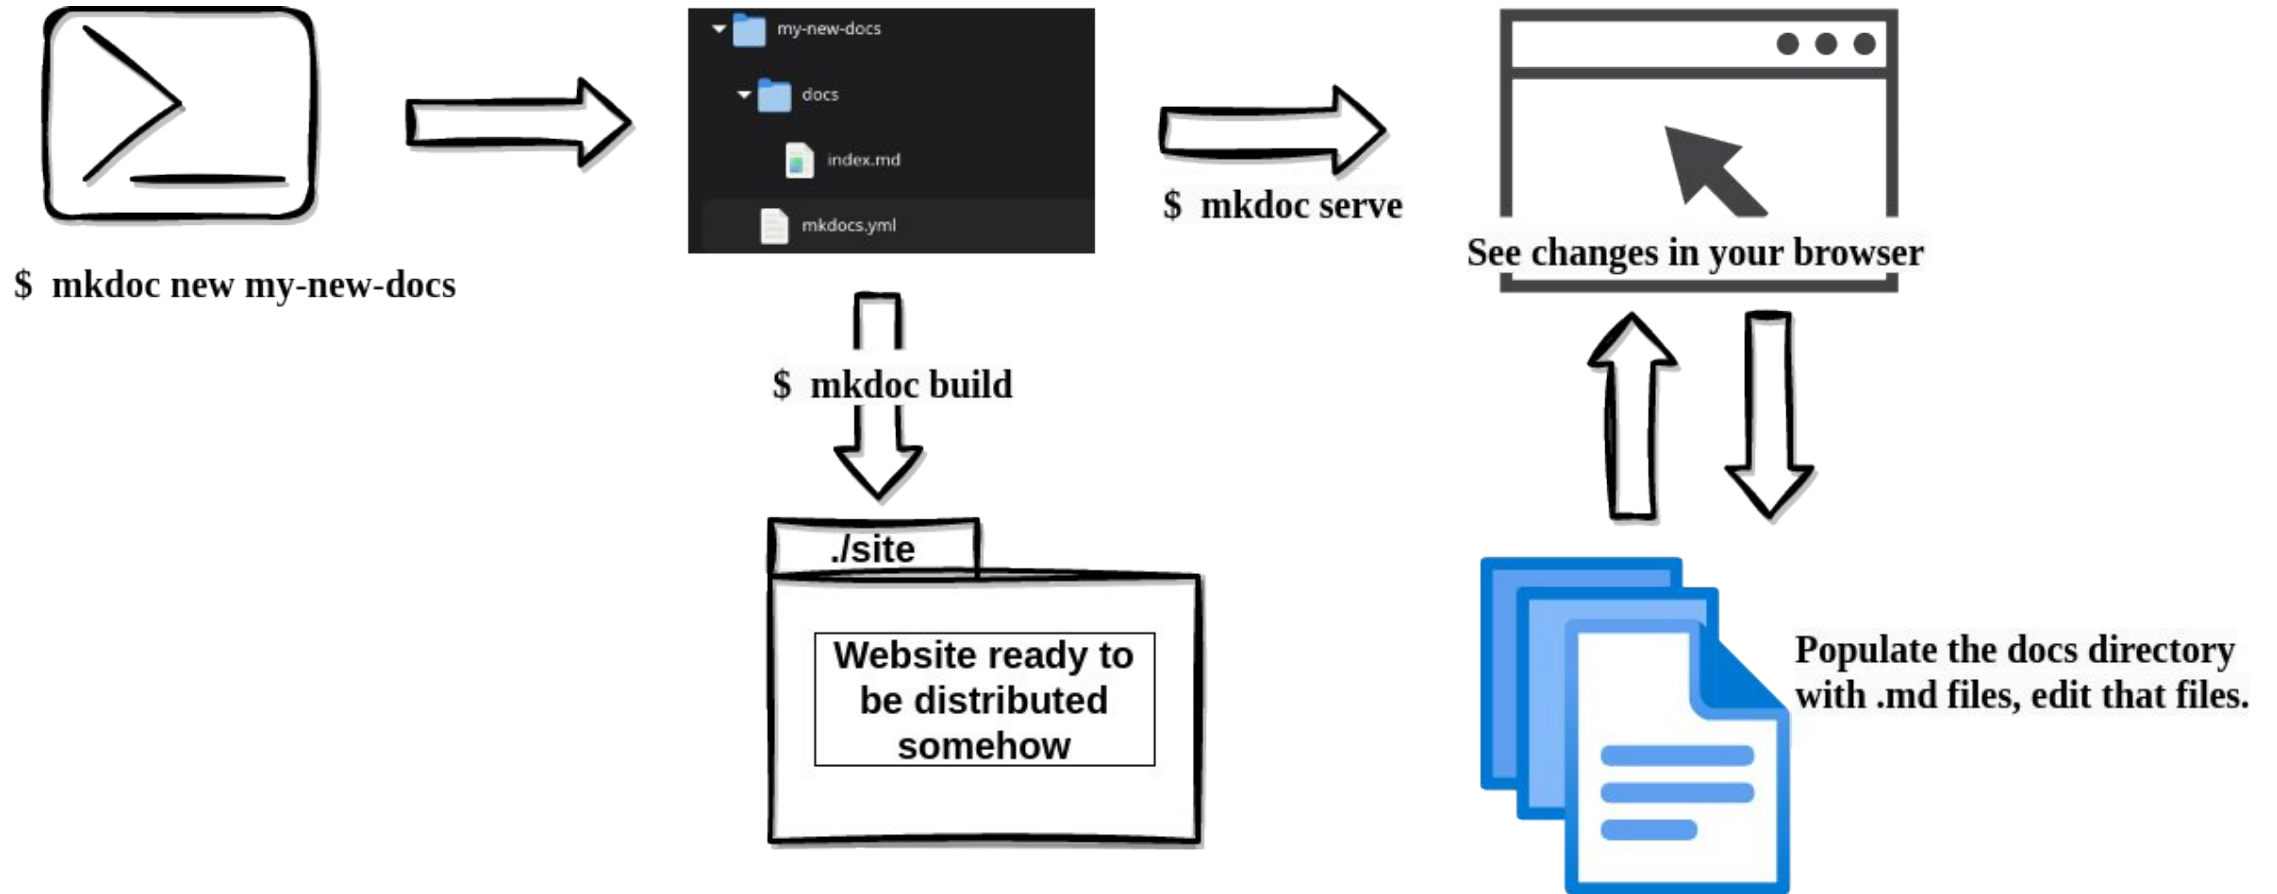 $ mkdoc new my-new-docs
my-new-docs
docs
index.md
mkdocs.yml
$ mkdoc serve
See changes in your browser
$ mkdoc build
./site
Website ready to
be distributed
somehow
Populate the docs directory
with .md files, edit that files.